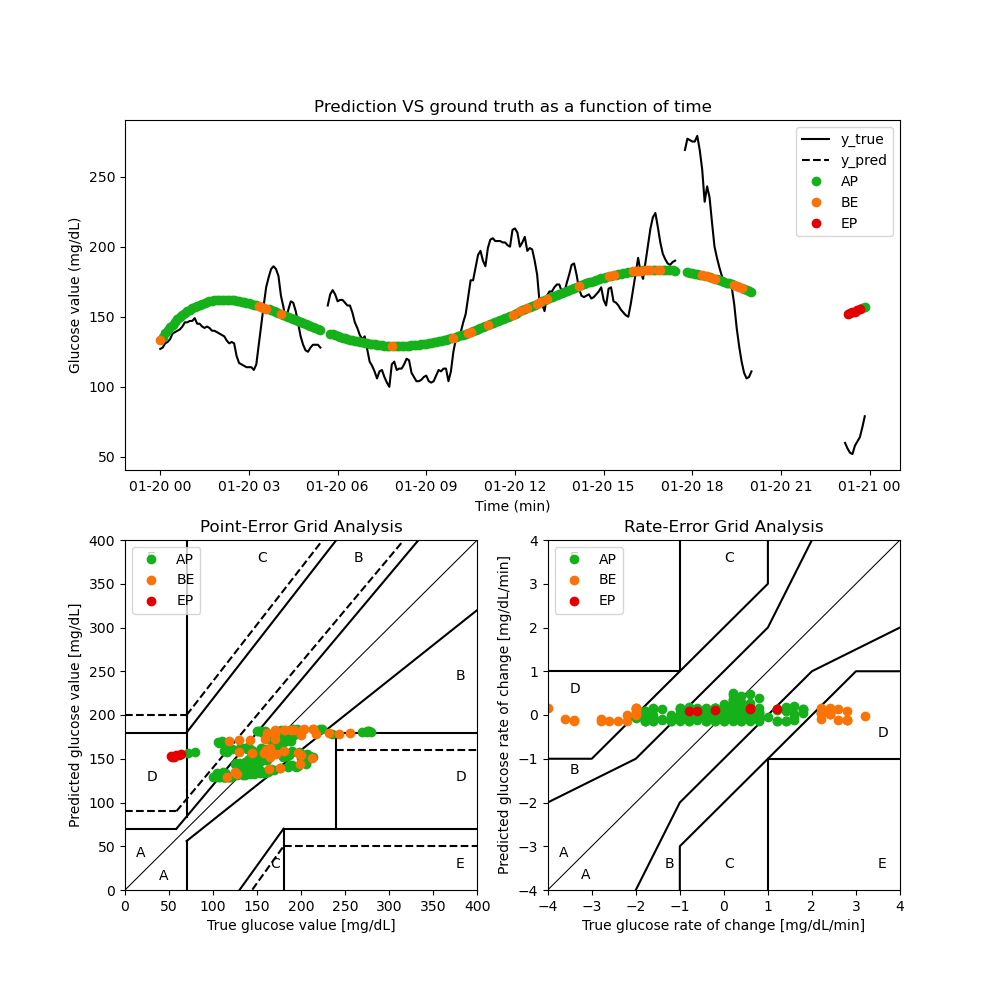 Prediction VS ground truth as a function of time
Glucose value (mg/dL)
250
200
150
100
50
y_true
y_pred
AP
BE
EP
01-20 00 01-20 03 01-20 06 01-20 09 01-20 12 01-20 15 01-20 18 01-20 21 01-21 00
Time (min)
Point-Error Grid Analysis
Predicted glucose value [mg/dL]
400
350
300
250
200
150
100
50
0
AP
BE
EP
C
B
B
D
D
A
A
C
E
0 50 100 150 200 250 300 350 400
True glucose value [mg/dL]
Rate-Error Grid Analysis
Predicted glucose rate of change [mg/dL/min]
4
3
2
1
0
−1
−2
−3
−4
AP
BE
EP
C
D
D
B
A
A
B
C
E
−4 −3 −2 −1 0 1 2 3 4
True glucose rate of change [mg/dL/min]